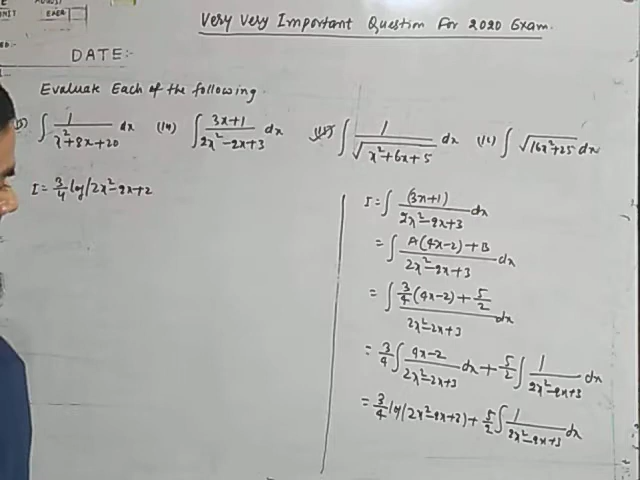 AUGUST
EACH
Very Very Important Question For 2020 Exam.
DATE:-
Evaluate Each of the following.
∫ 1/(x²+8x+20) dx (14) ∫ (3x+1)/(2x²-2x+3) dx (15) ∫ 1/√(x²+6x+5) dx (16) ∫ √(16x²+25) dx
I = 3/4 log|2x²-2x+2
I = ∫ (3x+1)/(2x²-2x+3) dx
= ∫ (A(4x-2)+B)/(2x²-2x+3) dx
= ∫ (3/4(4x-2)+5/2)/(2x²-2x+3) dx
= 3/4 ∫ (4x-2)/(2x²-2x+3) dx + 5/2 ∫ 1/(2x²-2x+3) dx
= 3/4 log|2x²-2x+2) + 5/2 ∫ 1/(2x²-2x+3) dx